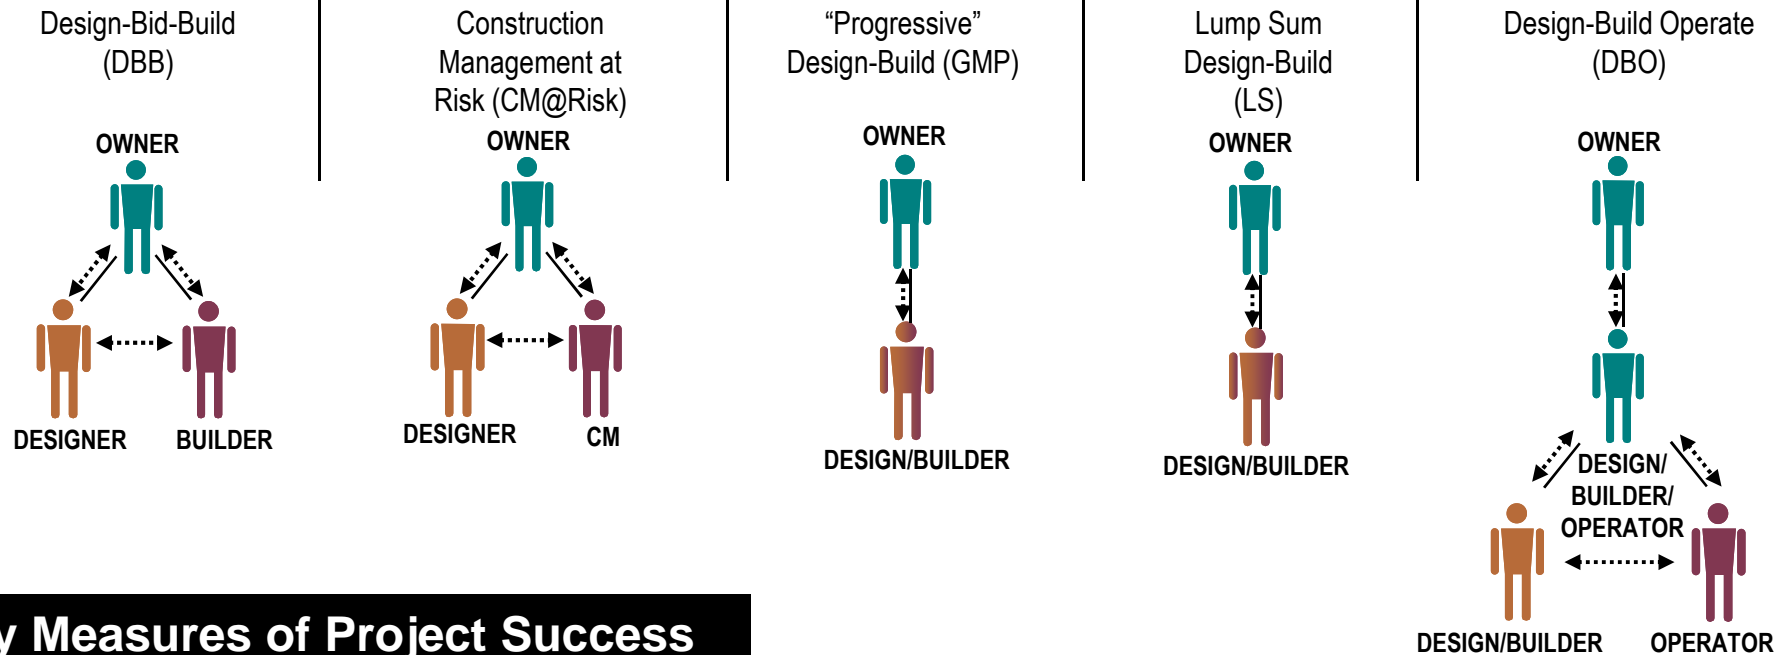 Design-Bid-Build
(DBB)
OWNER
DESIGNER
BUILDER
Construction
Management at
Risk (CM@Risk)
OWNER
DESIGNER
CM
“Progressive”
Design-Build (GMP)
OWNER
DESIGN/BUILDER
Lump Sum
Design-Build
(LS)
OWNER
DESIGN/BUILDER
Design-Build Operate
(DBO)
OWNER
DESIGN/
BUILDER/
OPERATOR
DESIGN/BUILDER
OPERATOR
Measures of Project Success